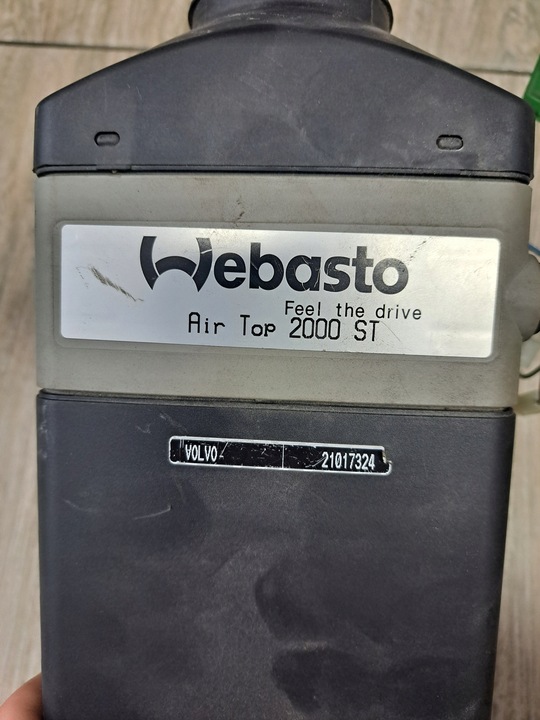 Webasto
Feel the drive
Air Top 2000 ST
VOLVO 21017324